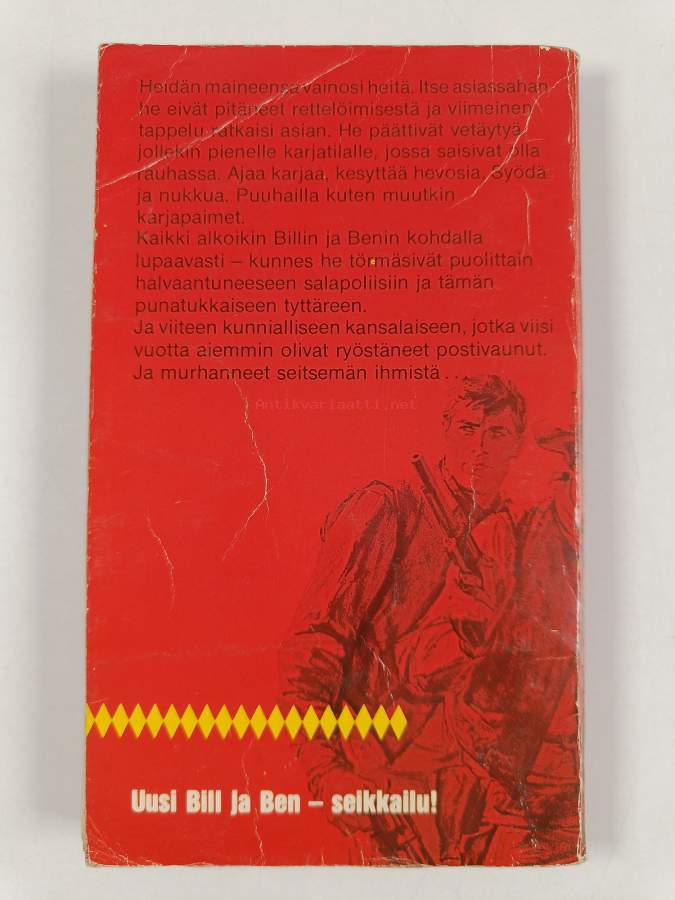 Heidän maineensa vainosi heitä. Itse asiassahan
he eivät pitäneet rettelöimisestä ja viimeinen
tappelu ratkaisi asian. He päättivät vetäytyä
jollekin pienelle karjatilalle, jossa saisivat olla
rauhassa. Ajaa karjaa, kesyttää hevosia. Syödä
ja nukkua. Puuhailla kuten muutkin
karjapaimet.
Kaikki alkoikin Billin ja Benin kohdalla
lupaavasti – kunnes he törmäsivät puolittain
halvaantuneeseen salapoliisiin ja tämän
punatukkaiseen tyttäreen.
Ja viiteen kunnialliseen kansalaiseen, jotka viisi
vuotta aiemmin olivat ryöstäneet postivaunut.
Ja murhanneet seitsemän ihmistä . . .
Antikvariaatti.net
Uusi Bill ja Ben – seikkailu!